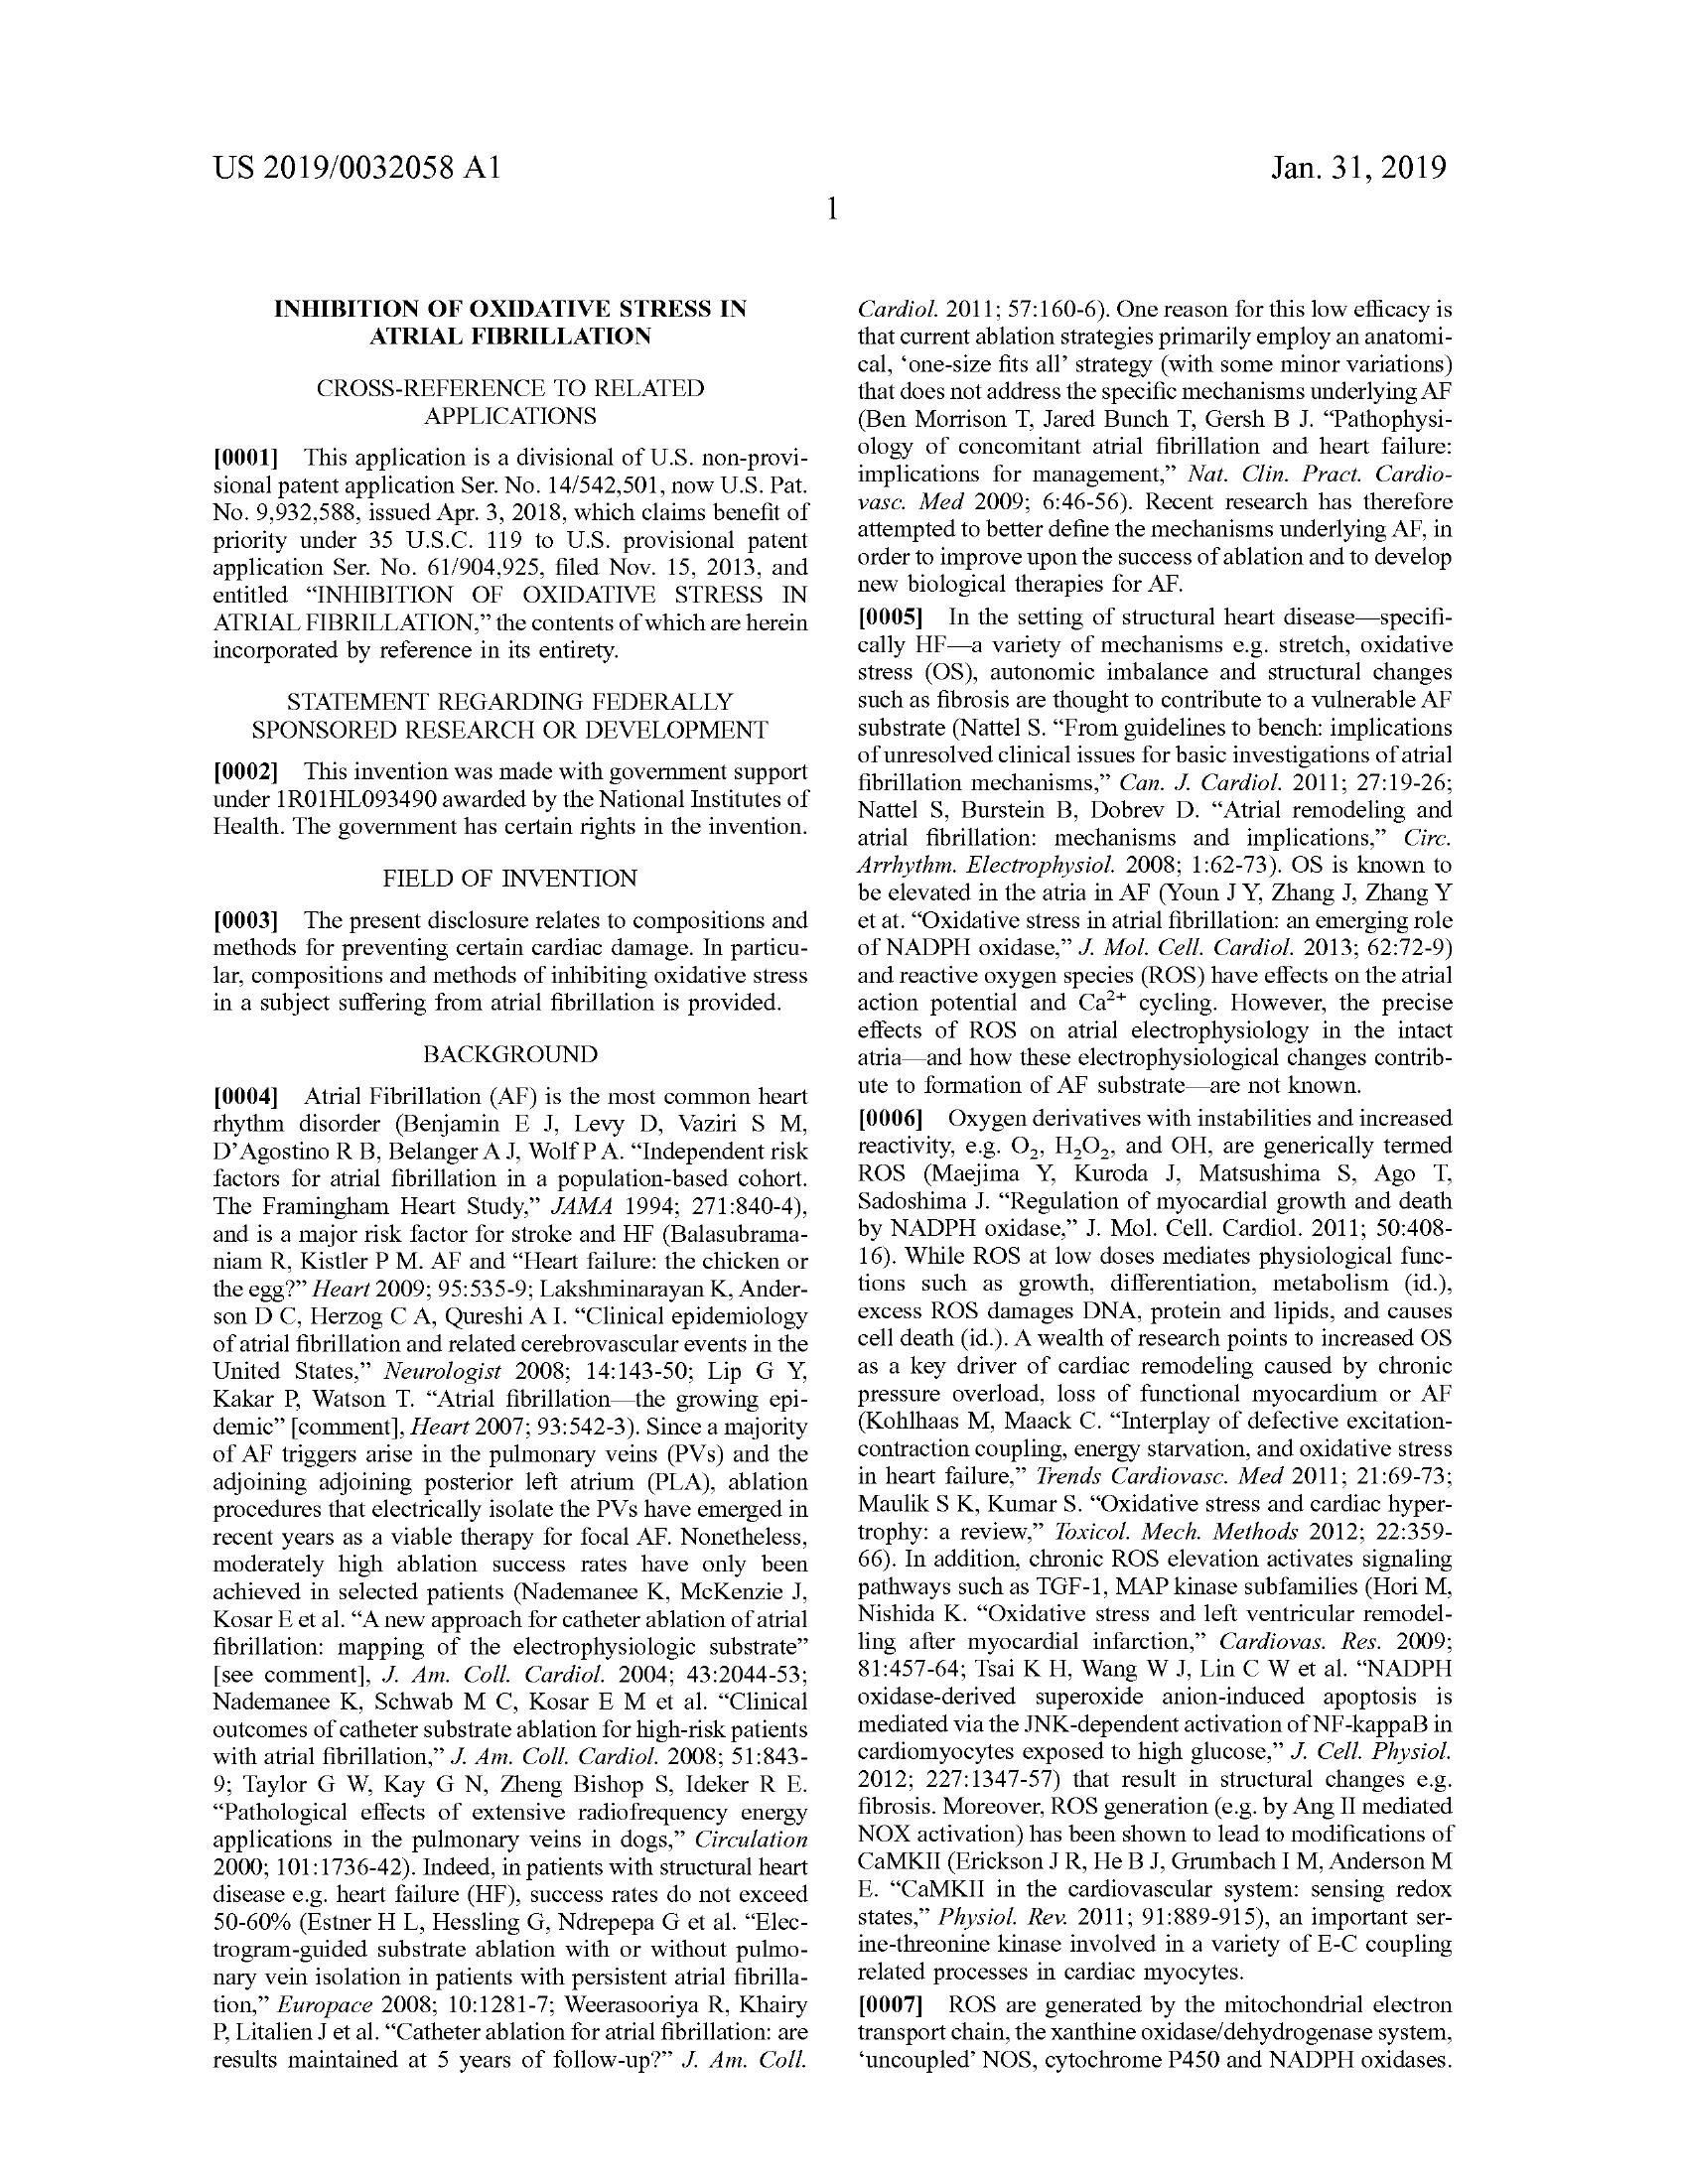 US 2019/0032058 A1
Jan. 31, 2019
1
INHIBITION OF OXIDATIVE STRESS IN
ATRIAL FIBRILLATION
CROSS-REFERENCE TO RELATED
APPLICATIONS
[0001] This application is a divisional of U.S. non-provi-
sional patent application Ser. No. 14/542,501, now U.S. Pat.
No. 9,932,588, issued Apr. 3, 2018, which claims benefit of
priority under 35 U.S.C. 119 to U.S. provisional patent
application Ser. No. 61/904,925, filed Nov. 15, 2013, and
entitled “INHIBITION OF OXIDATIVE STRESS IN
ATRIAL FIBRILLATION,” the contents of which are herein
incorporated by reference in its entirety.
STATEMENT REGARDING FEDERALLY
SPONSORED RESEARCH OR DEVELOPMENT
[0002] This invention was made with government support
under 1R01HL093490 awarded by the National Institutes of
Health. The government has certain rights in the invention.
FIELD OF INVENTION
[0003] The present disclosure relates to compositions and
methods for preventing certain cardiac damage. In particu-
lar, compositions and methods of inhibiting oxidative stress
in a subject suffering from atrial fibrillation is provided.
BACKGROUND
[0004] Atrial Fibrillation (AF) is the most common heart
rhythm disorder (Benjamin E J, Levy D, Vaziri S M,
D’Agostino R B, Belanger A J, Wolf P A. “Independent risk
factors for atrial fibrillation in a population-based cohort.
The Framingham Heart Study,” JAMA 1994; 271:840-4),
and is a major risk factor for stroke and HF (Balasubrama-
niam R, Kistler P M. AF and “Heart failure: the chicken or
the egg?” Heart 2009; 95:535-9; Lakshminarayan K, Ander-
son D C, Herzog C A, Qureshi A I. “Clinical epidemiology
of atrial fibrillation and related cerebrovascular events in the
United States,” Neurologist 2008; 14:143-50; Lip G Y,
Kakar P, Watson T. “Atrial fibrillation—the growing epi-
demic” [comment], Heart 2007; 93:542-3). Since a majority
of AF triggers arise in the pulmonary veins (PVs) and the
adjoining adjoining posterior left atrium (PLA), ablation
procedures that electrically isolate the PVs have emerged in
recent years as a viable therapy for focal AF. Nonetheless,
moderately high ablation success rates have only been
achieved in selected patients (Nademanee K, McKenzie J,
Kosar E et al. “A new approach for catheter ablation of atrial
fibrillation: mapping of the electrophysiologic substrate”
[see comment], J. Am. Coll. Cardiol. 2004; 43:2044-53;
Nademanee K, Schwab M C, Kosar E M et al. “Clinical
outcomes of catheter substrate ablation for high-risk patients
with atrial fibrillation,” J. Am. Coll. Cardiol. 2008; 51:843-
9; Taylor G W, Kay G N, Zheng Bishop S, Ideker R E.
“Pathological effects of extensive radiofrequency energy
applications in the pulmonary veins in dogs,” Circulation
2000; 101:1736-42). Indeed, in patients with structural heart
disease e.g. heart failure (HF), success rates do not exceed
50-60% (Estner H L, Hessling G, Ndrepepa G et al. “Elec-
trogram-guided substrate ablation with or without pulmo-
nary vein isolation in patients with persistent atrial fibrilla-
tion,” Europace 2008; 10:1281-7; Weerasooriya R, Khairy
P, Litalien J et al. “Catheter ablation for atrial fibrillation: are
results maintained at 5 years of follow-up?” J. Am. Coll.
Cardiol. 2011; 57:160-6). One reason for this low efficacy is
that current ablation strategies primarily employ an anatomi-
cal, ‘one-size fits all’ strategy (with some minor variations)
that does not address the specific mechanisms underlying AF
(Ben Morrison T, Jared Bunch T, Gersh B J. “Pathophysi-
ology of concomitant atrial fibrillation and heart failure:
implications for management,” Nat. Clin. Pract. Cardio-
vasc. Med 2009; 6:46-56). Recent research has therefore
attempted to better define the mechanisms underlying AF, in
order to improve upon the success of ablation and to develop
new biological therapies for AF.
[0005] In the setting of structural heart disease—specifi-
cally HF—a variety of mechanisms e.g. stretch, oxidative
stress (OS), autonomic imbalance and structural changes
such as fibrosis are thought to contribute to a vulnerable AF
substrate (Nattel S. “From guidelines to bench: implications
of unresolved clinical issues for basic investigations of atrial
fibrillation mechanisms,” Can. J. Cardiol. 2011; 27:19-26;
Nattel S, Burstein B, Dobrev D. “Atrial remodeling and
atrial fibrillation: mechanisms and implications,” Circ.
Arrhythm. Electrophysiol. 2008; 1:62-73). OS is known to
be elevated in the atria in AF (Youn J Y, Zhang J, Zhang Y
et at. “Oxidative stress in atrial fibrillation: an emerging role
of NADPH oxidase,” J. Mol. Cell. Cardiol. 2013; 62:72-9)
and reactive oxygen species (ROS) have effects on the atrial
action potential and Ca²⁺ cycling. However, the precise
effects of ROS on atrial electrophysiology in the intact
atria—and how these electrophysiological changes contrib-
ute to formation of AF substrate—are not known.
[0006] Oxygen derivatives with instabilities and increased
reactivity, e.g. O₂, H₂O₂, and OH, are generically termed
ROS (Maejima Y, Kuroda J, Matsushima S, Ago T,
Sadoshima J. “Regulation of myocardial growth and death
by NADPH oxidase,” J. Mol. Cell. Cardiol. 2011; 50:408-
16). While ROS at low doses mediates physiological func-
tions such as growth, differentiation, metabolism (id.),
excess ROS damages DNA, protein and lipids, and causes
cell death (id.). A wealth of research points to increased OS
as a key driver of cardiac remodeling caused by chronic
pressure overload, loss of functional myocardium or AF
(Kohlhaas M, Maack C. “Interplay of defective excitation-
contraction coupling, energy starvation, and oxidative stress
in heart failure,” Trends Cardiovasc. Med 2011; 21:69-73;
Maulik S K, Kumar S. “Oxidative stress and cardiac hyper-
trophy: a review,” Toxicol. Mech. Methods 2012; 22:359-
66). In addition, chronic ROS elevation activates signaling
pathways such as TGF-1, MAP kinase subfamilies (Hori M,
Nishida K. “Oxidative stress and left ventricular remodel-
ling after myocardial infarction,” Cardiovas. Res. 2009;
81:457-64; Tsai K H, Wang W J, Lin C W et al. “NADPH
oxidase-derived superoxide anion-induced apoptosis is
mediated via the JNK-dependent activation of NF-kappaB in
cardiomyocytes exposed to high glucose,” J. Cell. Physiol.
2012; 227:1347-57) that result in structural changes e.g.
fibrosis. Moreover, ROS generation (e.g. by Ang II mediated
NOX activation) has been shown to lead to modifications of
CaMKII (Erickson J R, He B J, Grumbach I M, Anderson M
E. “CaMKII in the cardiovascular system: sensing redox
states,” Physiol. Rev. 2011; 91:889-915), an important ser-
ine-threonine kinase involved in a variety of E-C coupling
related processes in cardiac myocytes.
[0007] ROS are generated by the mitochondrial electron
transport chain, the xanthine oxidase/dehydrogenase system,
‘uncoupled’ NOS, cytochrome P450 and NADPH oxidases.